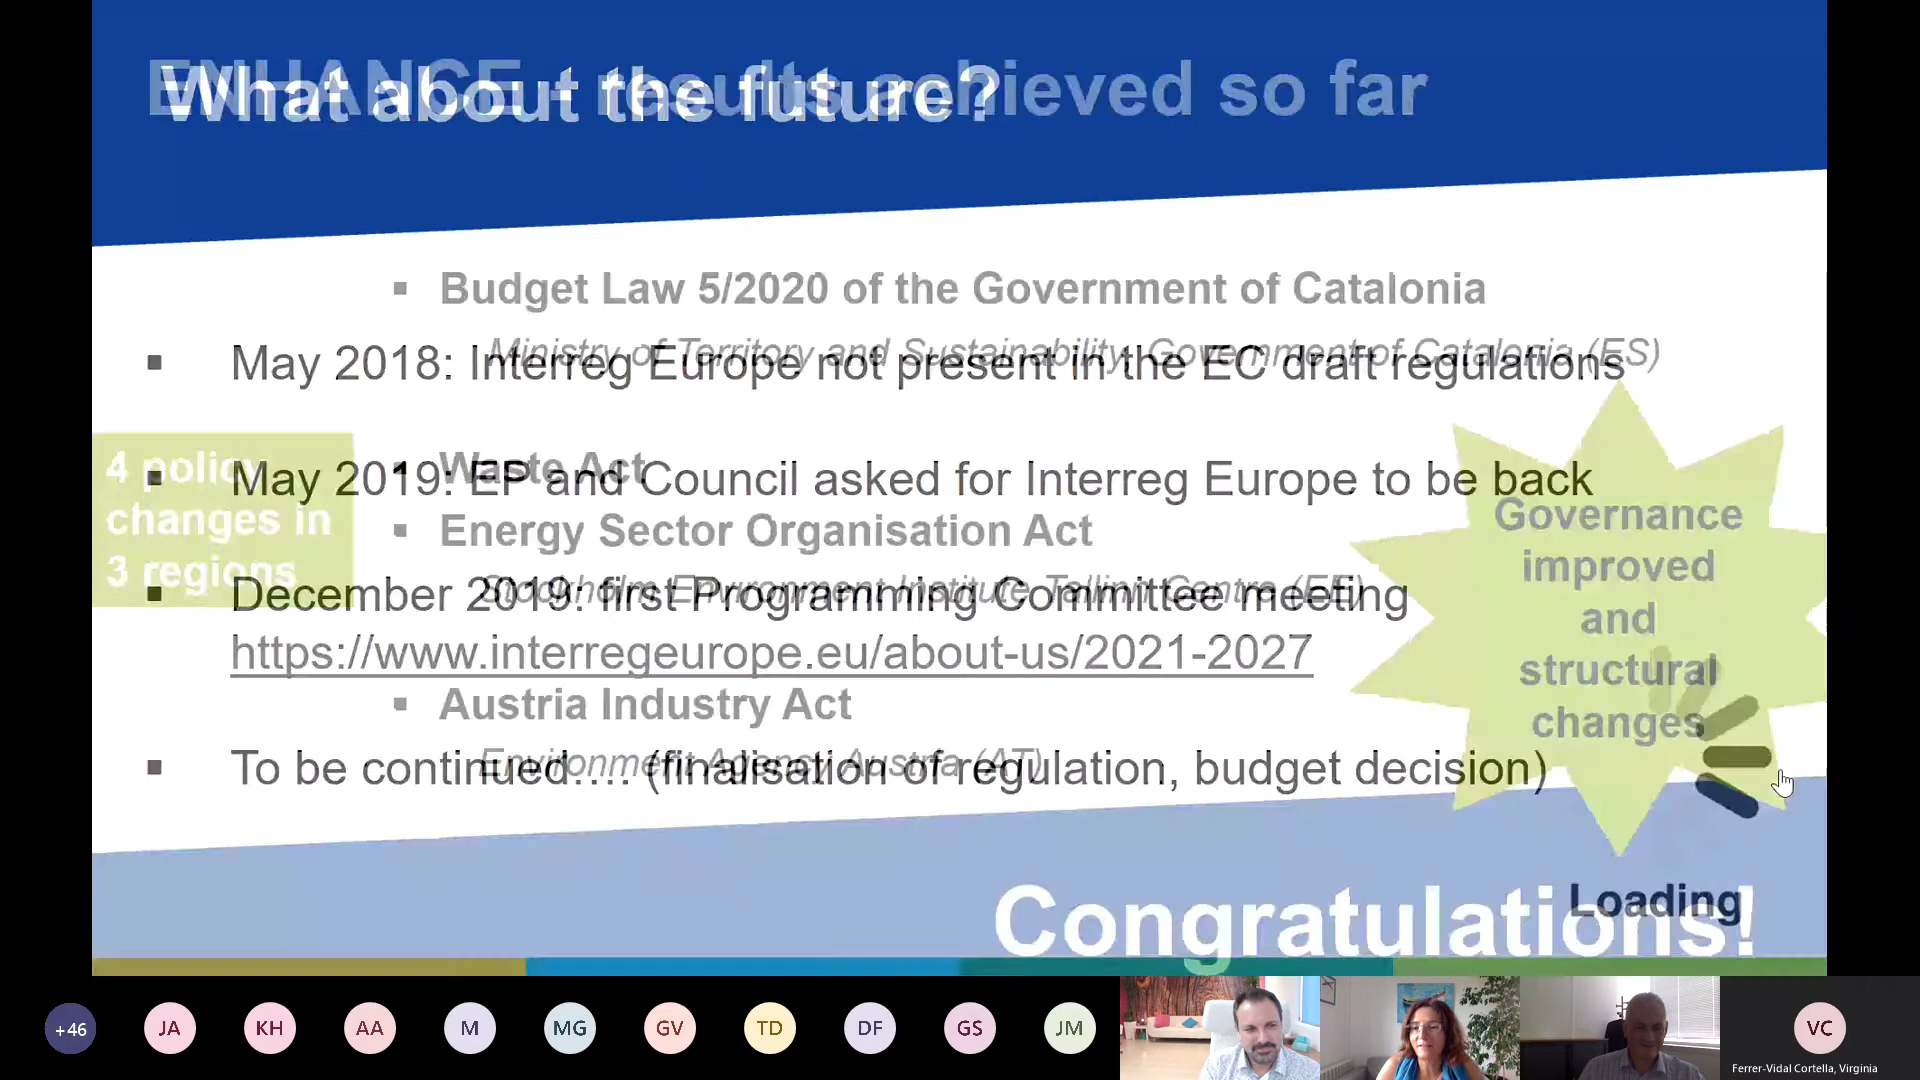 ENHANCE - results achieved so far
What about the future?
Budget Law 5/2020 of the Government of Catalonia
Ministry of Territory and Sustainability, Government of Catalonia (ES)
May 2018: Interreg Europe not present in the EC draft regulations
4 policy
changes in
3 regions
Waste Act
May 2019: EP and Council asked for Interreg Europe to be back
Energy Sector Organisation Act
Stockholm Environment Institute Tallinn Centre (EE)
December 2019: first Programming Committee meeting
https://www.interregeurope.eu/about-us/2021-2027
Austria Industry Act
Environment Agency Austria (AT)
To be continued.... (finalisation of regulation, budget decision)
Governance
improved
and
structural
changes
Loading
Congratulations!
+46
JA
KH
AA
M
MG
GV
TD
DF
GS
JM
VC
Ferrer-Vidal Cortella, Virginia